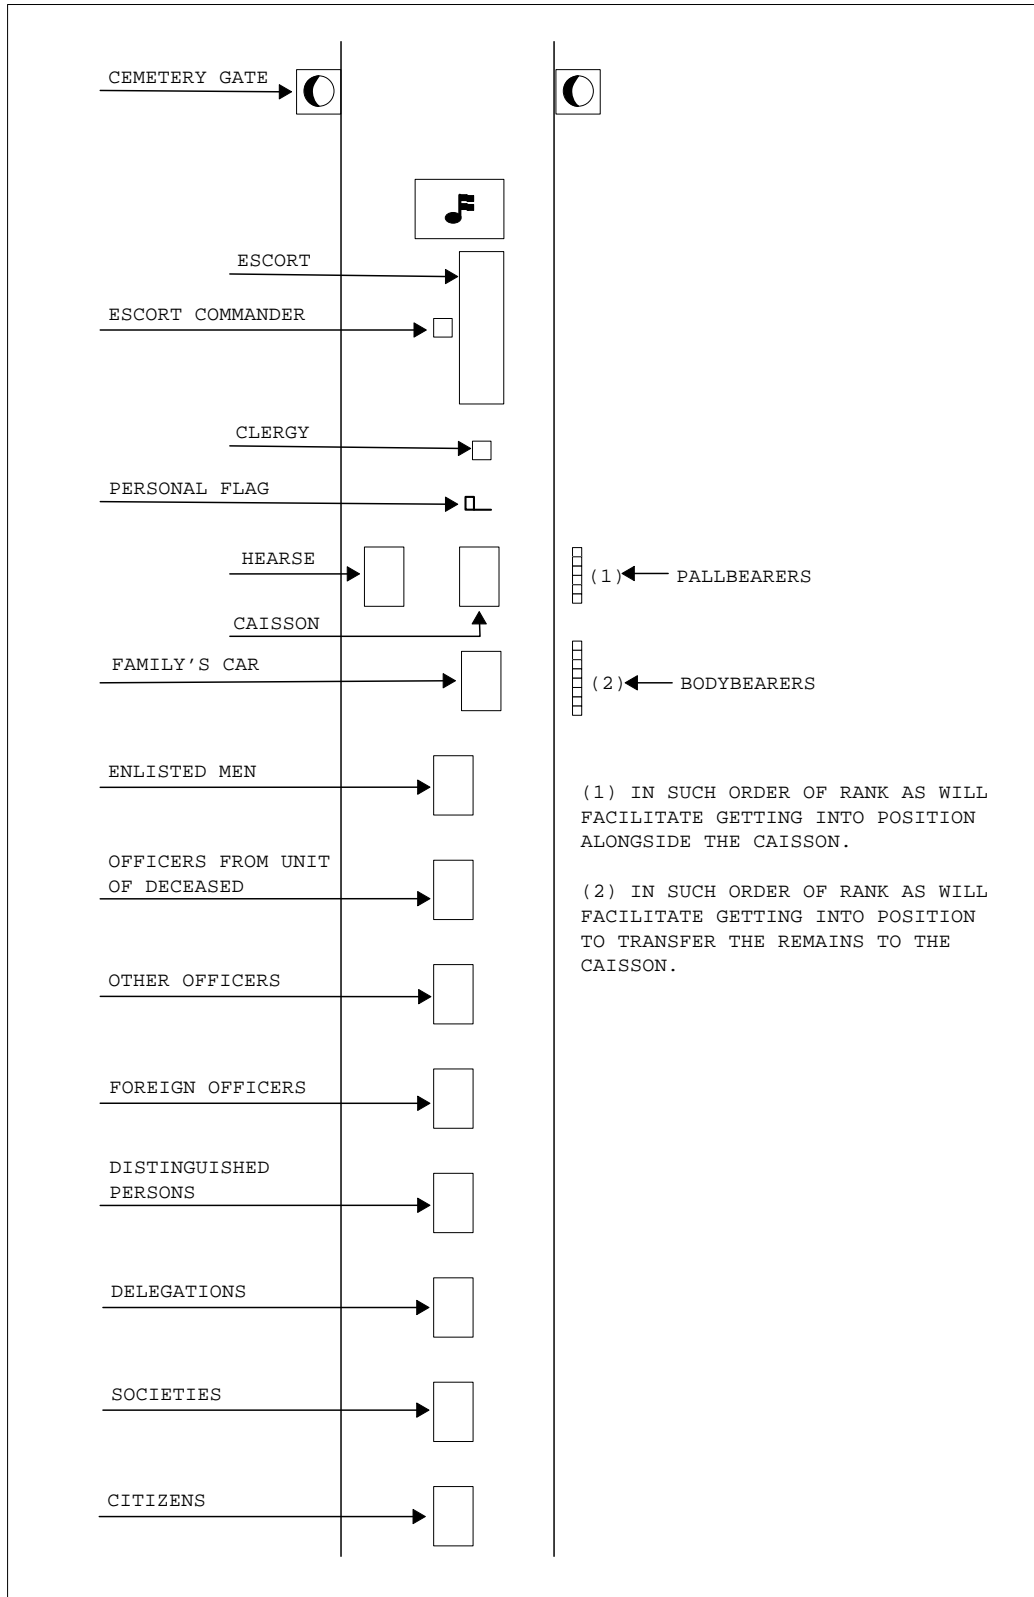 CEMETERY GATE
ESCORT
ESCORT COMMANDER
CLERGY
PERSONAL FLAG
HEARSE
(1)
PALLBEARERS
CAISSON
FAMILY'S CAR
(2)
BODYBEARERS
ENLISTED MEN
OFFICERS FROM UNIT
OF DECEASED
OTHER OFFICERS
FOREIGN OFFICERS
DISTINGUISHED
PERSONS
DELEGATIONS
SOCIETIES
CITIZENS
(1) IN SUCH ORDER OF RANK AS WILL
FACILITATE GETTING INTO POSITION
ALONGSIDE THE CAISSON.
(2) IN SUCH ORDER OF RANK AS WILL
FACILITATE GETTING INTO POSITION
TO TRANSFER THE REMAINS TO THE
CAISSON.